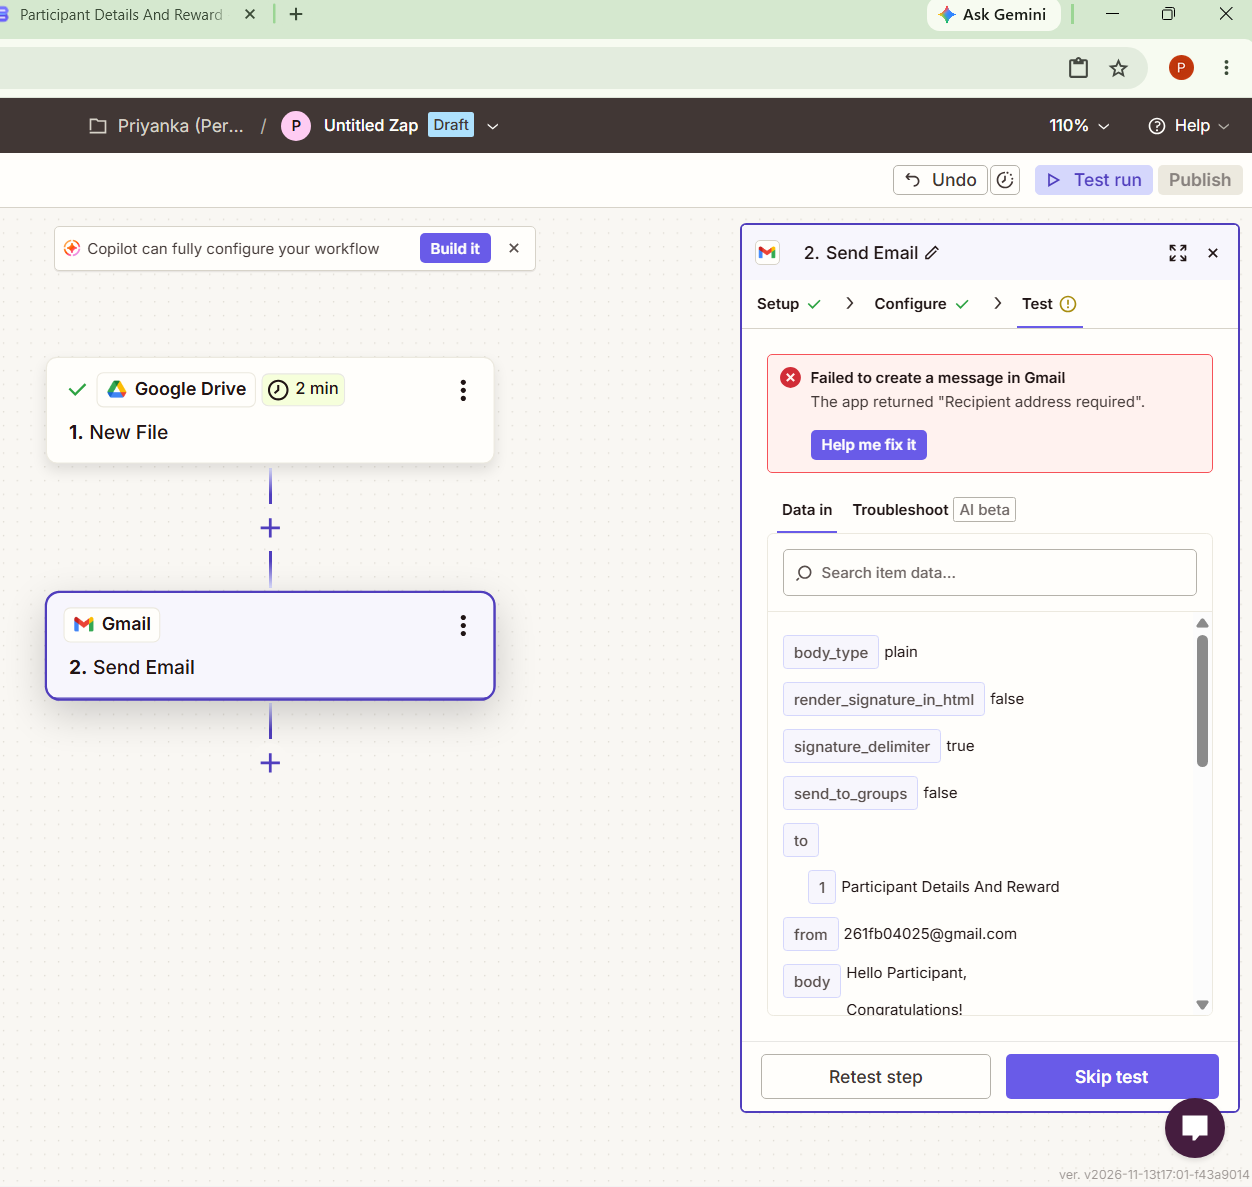 Participant Details And Reward
Ask Gemini
P
Priyanka (Per... / P Untitled Zap Draft
110%
Help
Undo
Test run
Publish
Copilot can fully configure your workflow
Build it
Google Drive
2 min
1. New File
Gmail
2. Send Email
2. Send Email
Setup
Configure
Test
Failed to create a message in Gmail
The app returned "Recipient address required".
Help me fix it
Data in
Troubleshoot AI beta
Search item data...
body_type plain
render_signature_in_html false
signature_delimiter true
send_to_groups false
to
1 Participant Details And Reward
from 261fb04025@gmail.com
body Hello Participant,
Congratulations!
Retest step
Skip test
ver. v2026-11-13t17:01-f43a9014